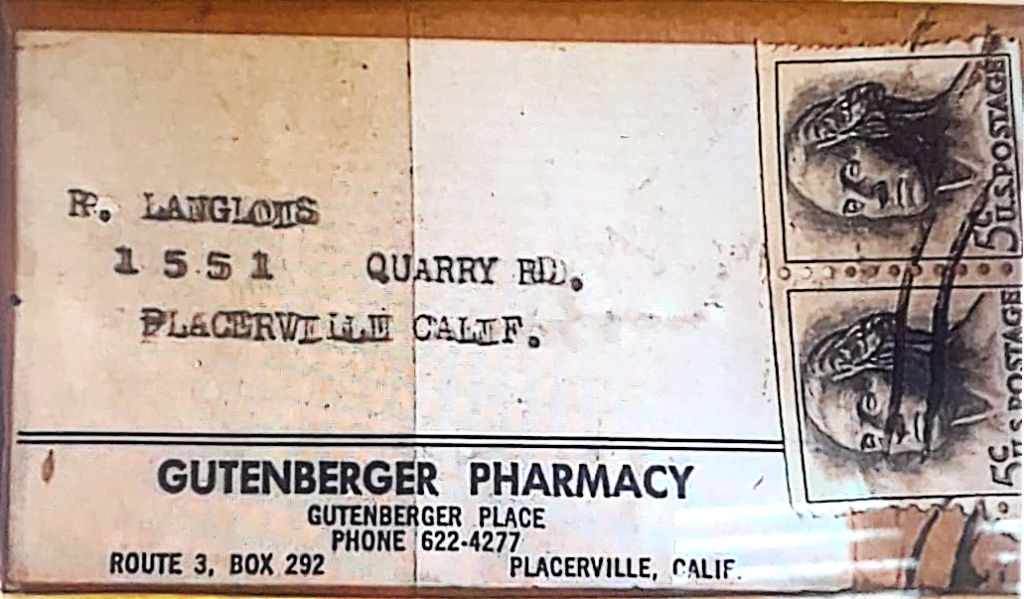 R. LANGLOIS
1551 QUARRY RD.
PLACERVILLE CALIF.
GUTENBERGER PHARMACY
GUTENBERGER PLACE
PHONE 622-4277
ROUTE 3, BOX 292 PLACERVILLE, CALIF.
5c U.S. POSTAGE
5c U.S. POSTAGE